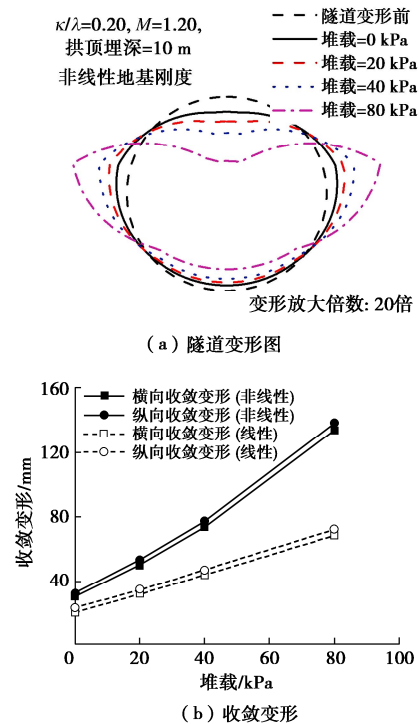 κ/λ=0.20, M=1.20,
拱顶埋深=10 m
非线性地基刚度
隧道变形前
堆载=0 kPa
堆载=20 kPa
堆载=40 kPa
堆载=80 kPa
变形放大倍数: 20倍
(a) 隧道变形图
160
120
80
40
收敛变形/mm
横向收敛变形 (非线性)
纵向收敛变形 (非线性)
横向收敛变形 (线性)
纵向收敛变形 (线性)
0 20 40 60 80 100
堆载/kPa
(b) 收敛变形